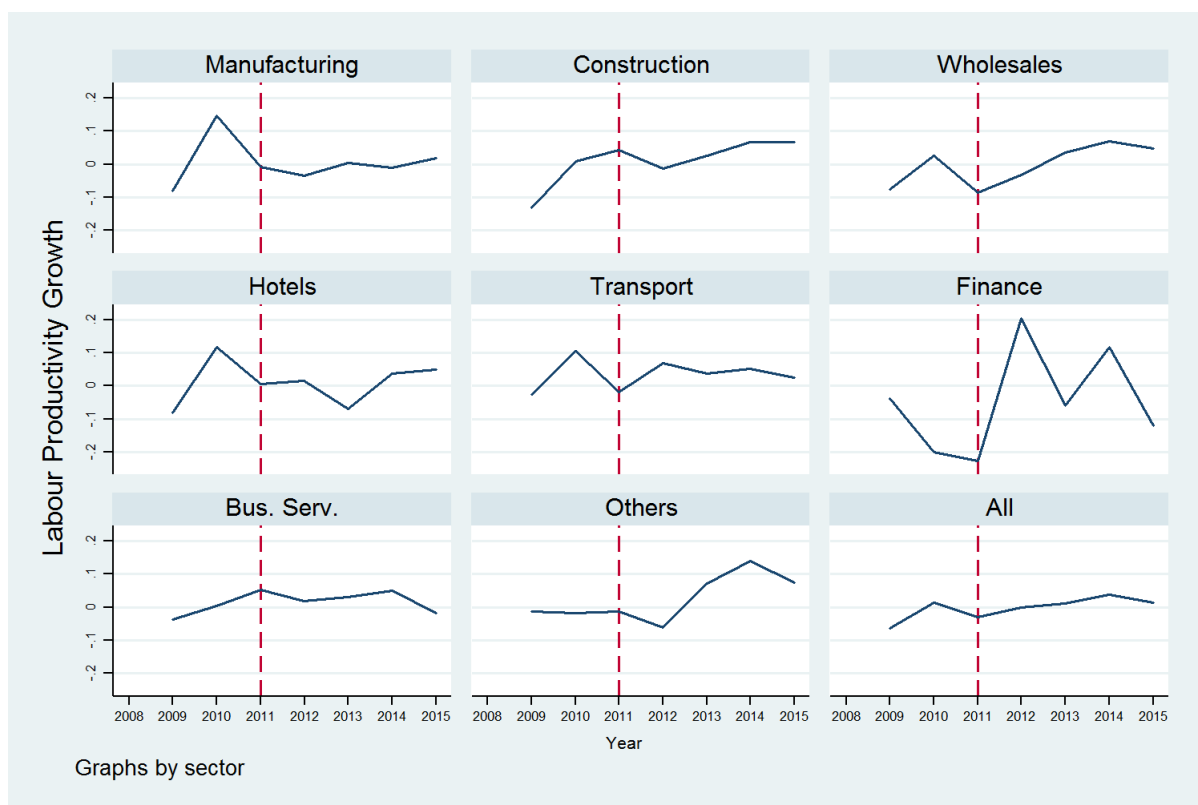 Manufacturing Construction Wholesales
.2
.1
0
-.1
-.2
Hotels Transport Finance
.2
.1
0
-.1
-.2
Bus. Serv. Others All
.2
.1
0
-.1
-.2
Labour Productivity Growth
2008 2009 2010 2011 2012 2013 2014 2015 2008 2009 2010 2011 2012 2013 2014 2015 2008 2009 2010 2011 2012 2013 2014 2015
Year
Graphs by sector